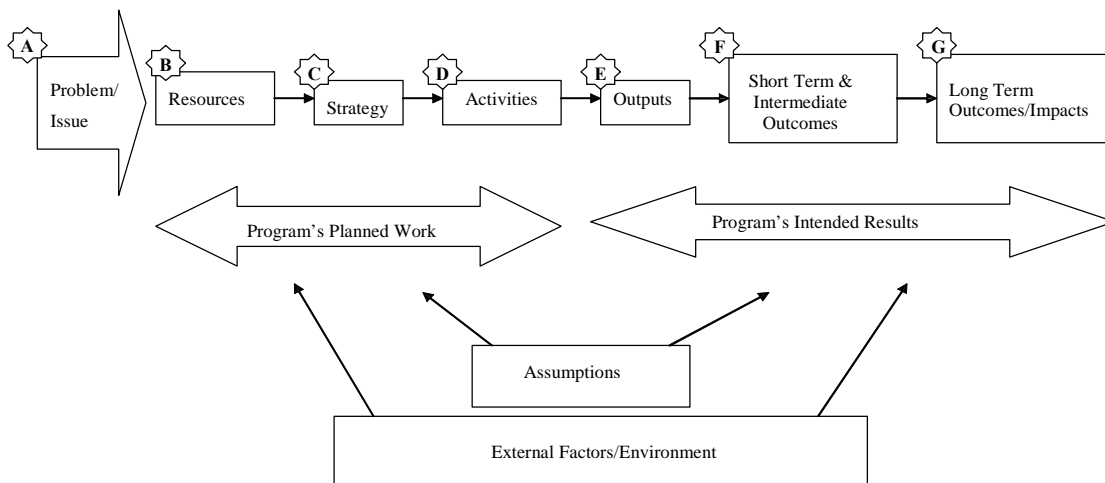 A
Problem/
Issue
B
Resources
C
Strategy
D
Activities
E
Outputs
F
Short Term &
Intermediate
Outcomes
G
Long Term
Outcomes/Impacts
Program's Planned Work
Program's Intended Results
Assumptions
External Factors/Environment